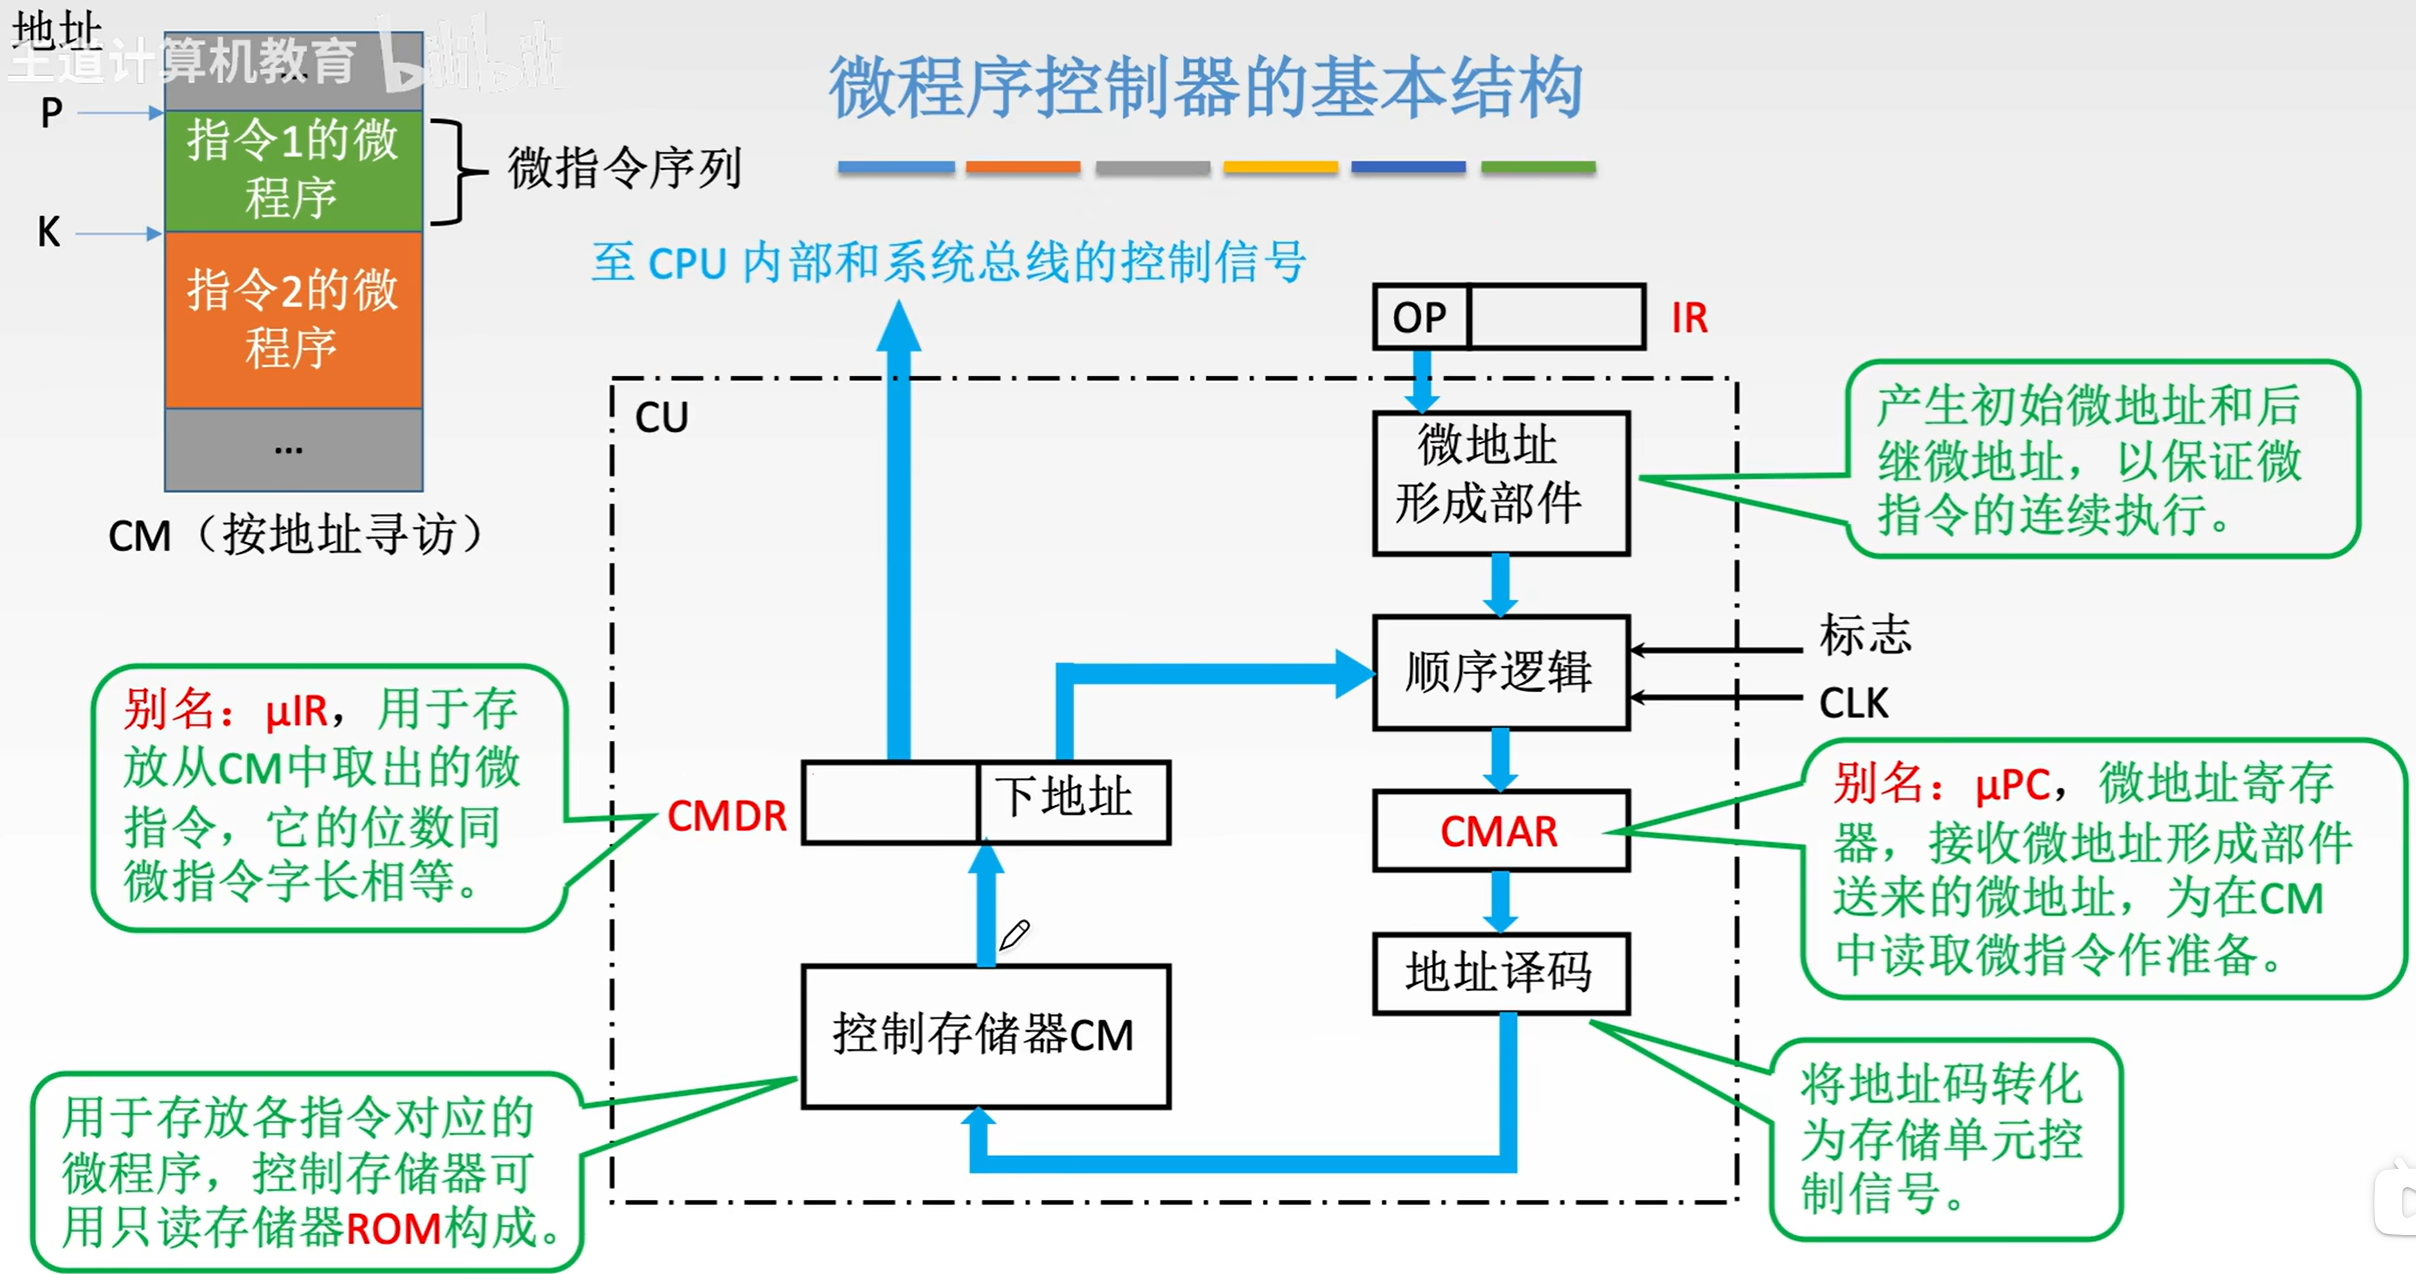 地址
王道计算机教育 bilibili
...
微程序控制器的基本结构
P
指令1的微
程序
微指令序列
K
指令2的微
程序
...
CM（按地址寻访）
至 CPU 内部和系统总线的控制信号
OP
IR
CU
微地址
形成部件
产生初始微地址和后
继微地址，以保证微
指令的连续执行。
顺序逻辑
标志
CLK
别名：μIR，用于存
放从CM中取出的微
指令，它的位数同
微指令字长相等。
CMDR
下地址
CMAR
别名：μPC，微地址寄存
器，接收微地址形成部件
送来的微地址，为在CM
中读取微指令作准备。
地址译码
控制存储器CM
用于存放各指令对应的
微程序，控制存储器可
用只读存储器ROM构成。
将地址码转化
为存储单元控
制信号。